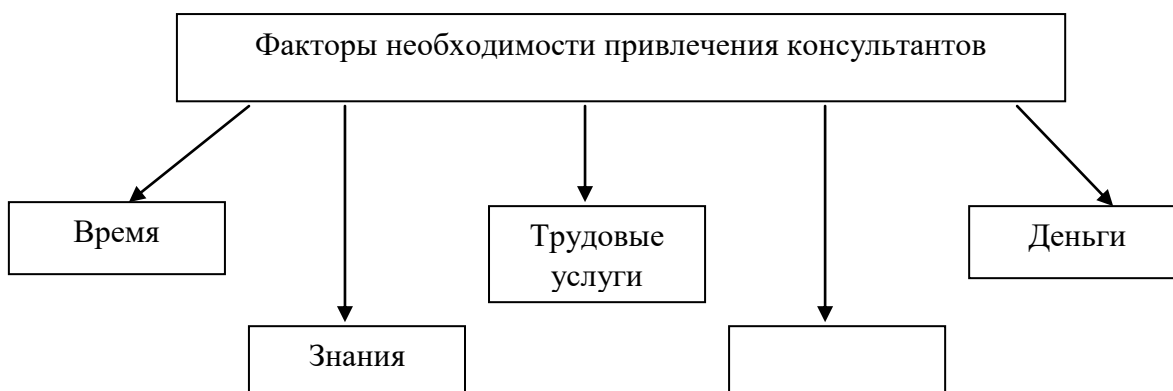 Факторы необходимости привлечения консультантов
Время
Трудовые
услуги
Деньги
Знания